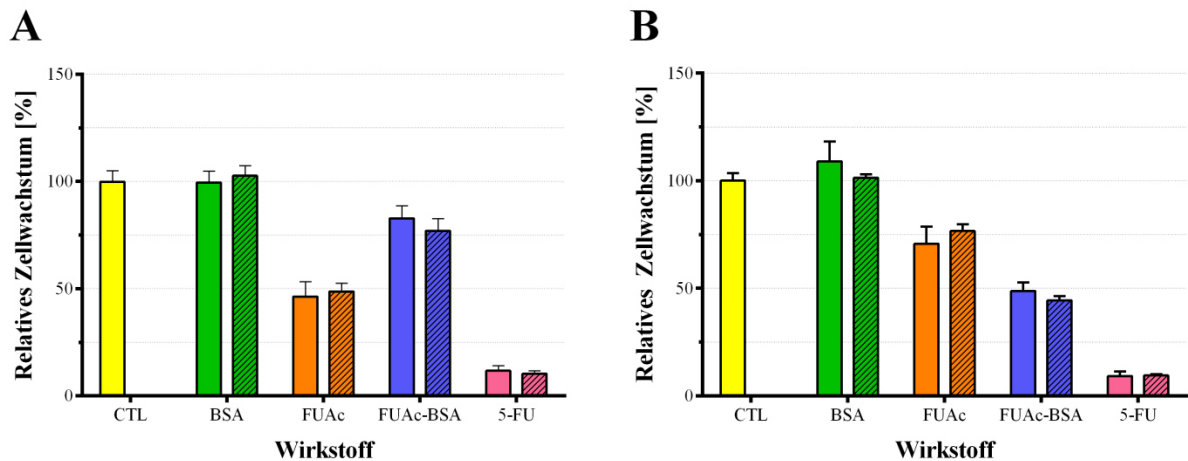 A
Relatives Zellwachstum [%]
150
100
50
0
CTL
BSA
FUAc
FUAc-BSA
5-FU
Wirkstoff
B
Relatives Zellwachstum [%]
150
100
50
0
CTL
BSA
FUAc
FUAc-BSA
5-FU
Wirkstoff